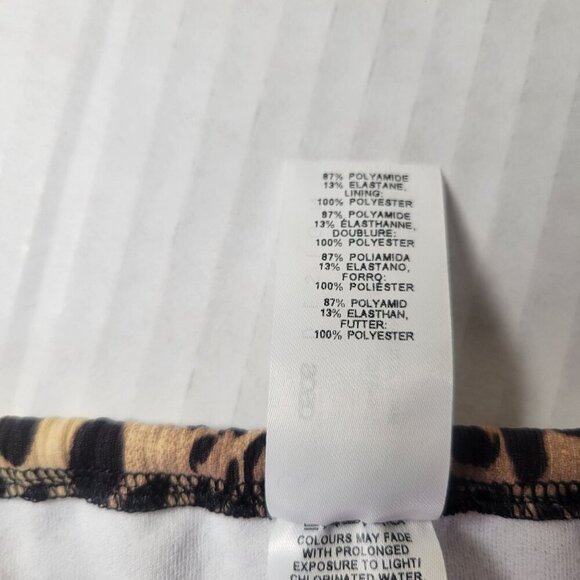 87% POLYAMIDE
13% ELASTANE,
LINING:
100% POLYESTER
87% POLYAMIDE
13% ÉLASTHANNE,
DOUBLURE:
100% POLYESTER
87% POLIAMIDA
13% ELASTANO,
FORRO:
100% POLIÉSTER
87% POLYAMID
13% ELASTHAN,
FUTTER:
100% POLYESTER
COLOURS MAY FADE
WITH PROLONGED
EXPOSURE TO LIGHT/
CHLORINATED WATER